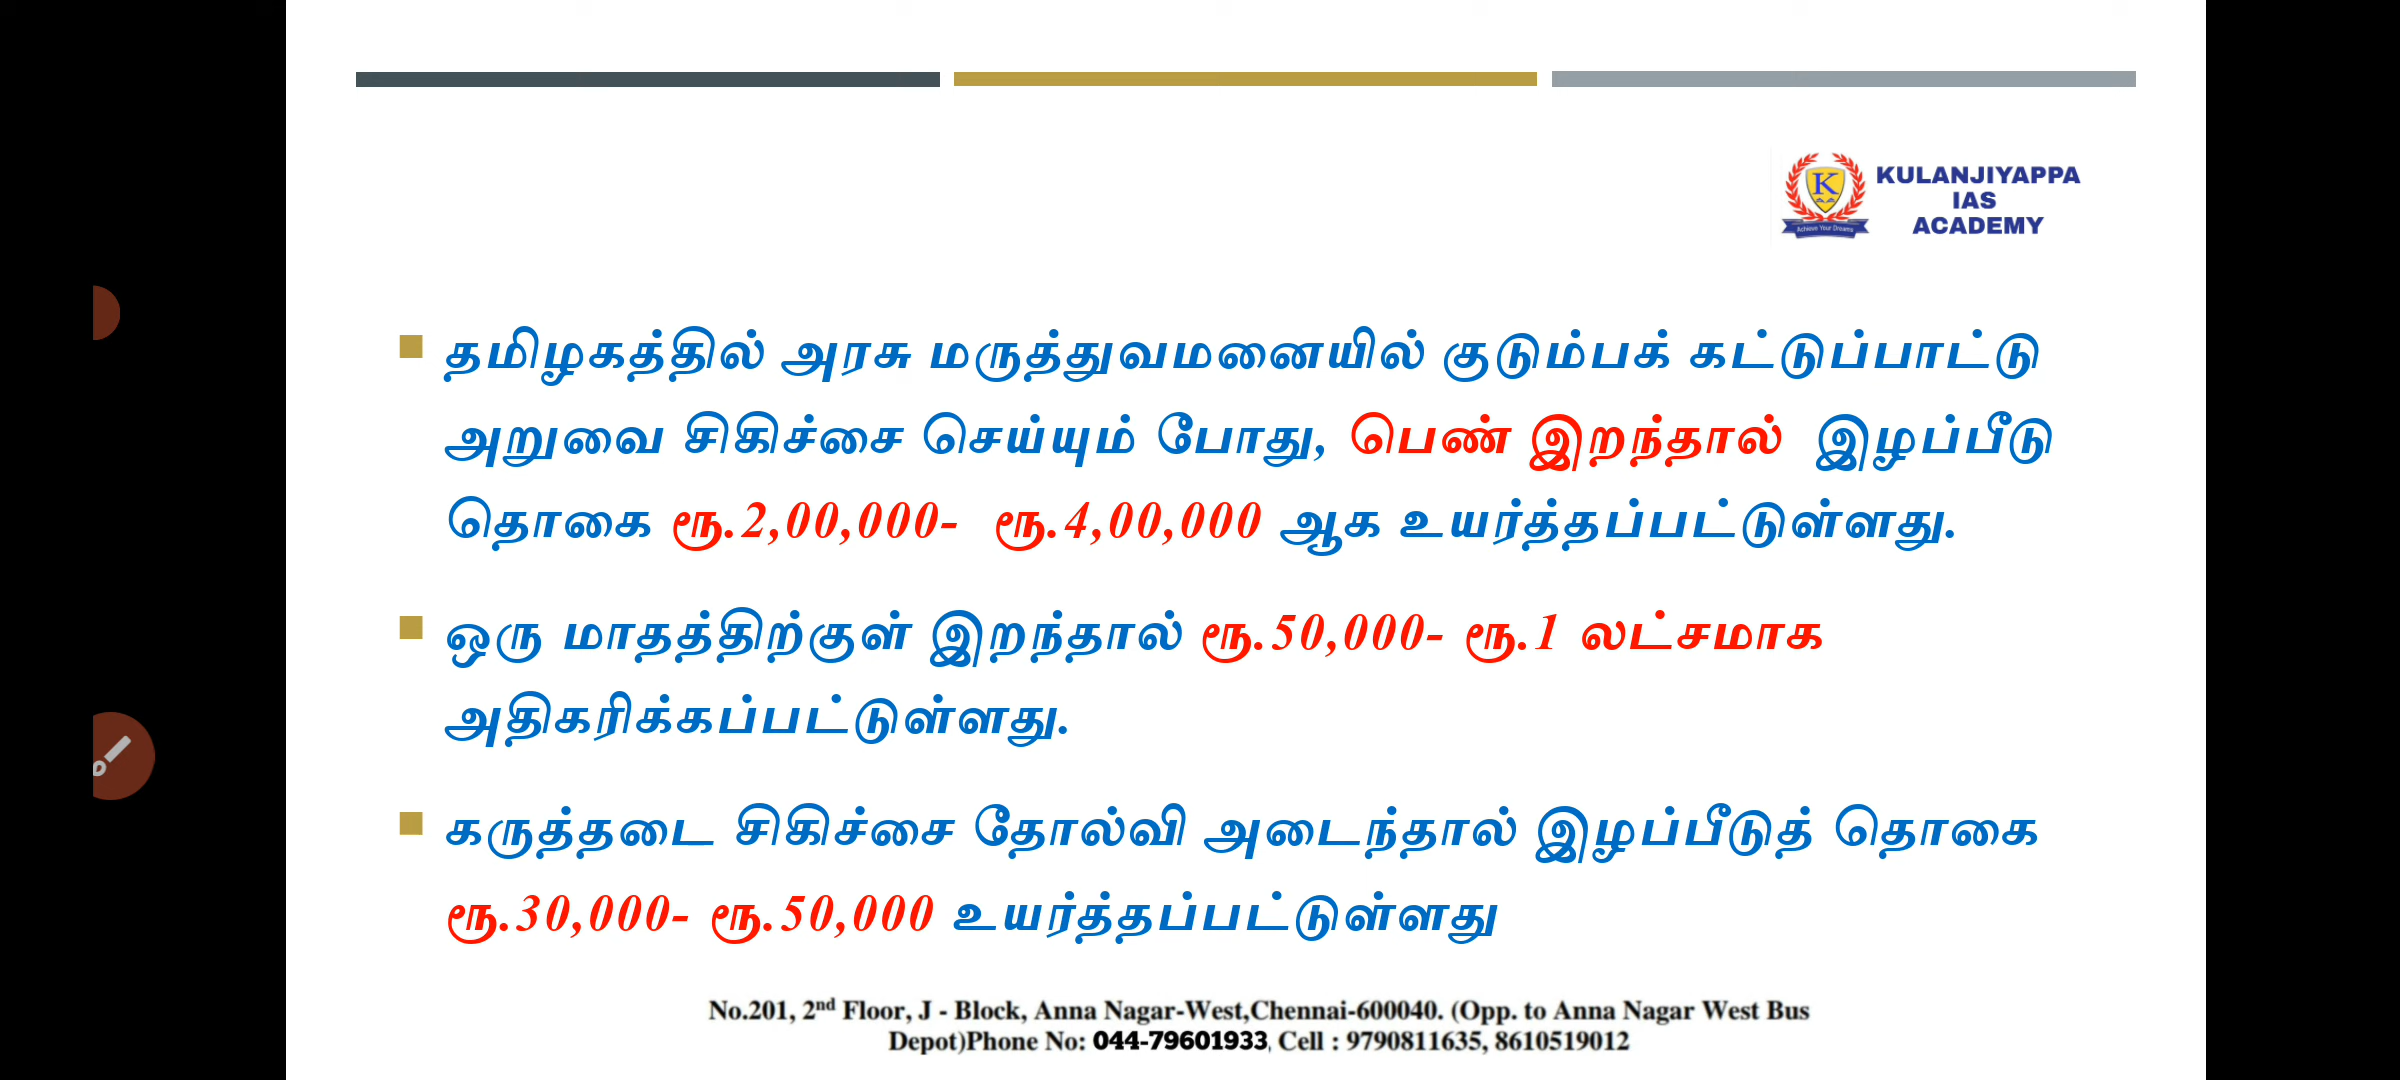 KULANJIYAPPA
IAS
ACADEMY
Achieve Your Dreams
தமிழகத்தில் அரசு மருத்துவமனையில் குடும்பக் கட்டுப்பாட்டு
அறுவை சிகிச்சை செய்யும் போது, பெண் இறந்தால் இழப்பீடு
தொகை ரூ.2,00,000- ரூ.4,00,000 ஆக உயர்த்தப்பட்டுள்ளது.
ஒரு மாதத்திற்குள் இறந்தால் ரூ.50,000- ரூ.1 லட்சமாக
அதிகரிக்கப்பட்டுள்ளது.
கருத்தடை சிகிச்சை தோல்வி அடைந்தால் இழப்பீடுத் தொகை
ரூ.30,000- ரூ.50,000 உயர்த்தப்பட்டுள்ளது
No.201, 2nd Floor, J - Block, Anna Nagar-West,Chennai-600040. (Opp. to Anna Nagar West Bus
Depot)Phone No: 044-79601933, Cell : 9790811635, 8610519012